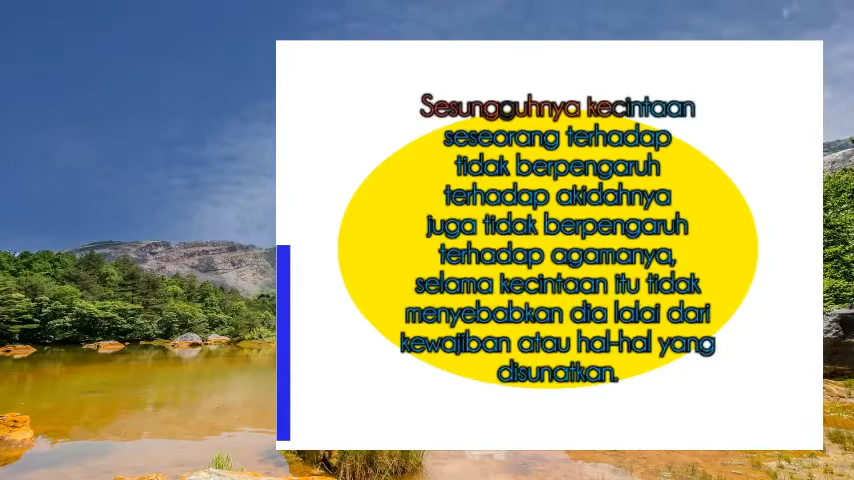 Sesungguhnya kecintaan
seseorang terhadap
tidak berpengaruh
terhadap akidahnya
juga tidak berpengaruh
terhadap agamanya,
selama kecintaan itu tidak
menyebabkan dia lalai dari
kewajiban atau hal-hal yang
disunatkan.